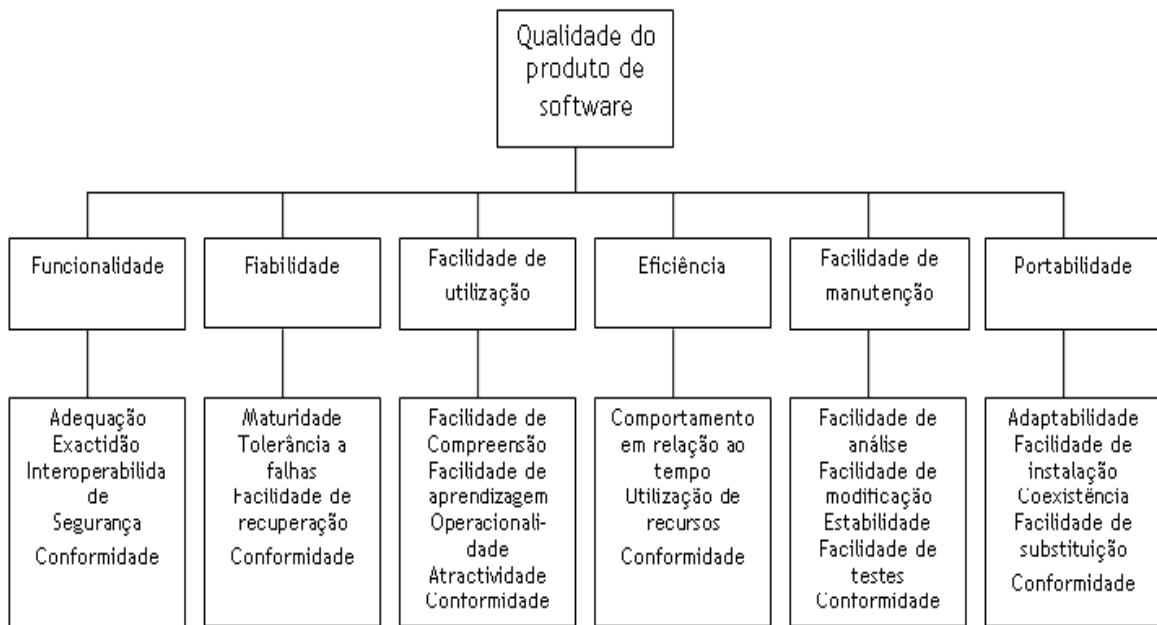 Qualidade do
produto de
software
Funcionalidade
Fiabilidade
Facilidade de
utilização
Eficiência
Facilidade de
manutenção
Portabilidade
Adequação
Exactidão
Interoperabilida
de
Segurança
Conformidade
Maturidade
Tolerância a
falhas
Facilidade de
recuperação
Conformidade
Facilidade de
Compreensão
Facilidade de
aprendizagem
Operacionali-
dade
Atractividade
Conformidade
Comportamento
em relação ao
tempo
Utilização de
recursos
Conformidade
Facilidade de
análise
Facilidade de
modificação
Estabilidade
Facilidade de
testes
Conformidade
Adaptabilidade
Facilidade de
instalação
Coexistência
Facilidade de
substituição
Conformidade